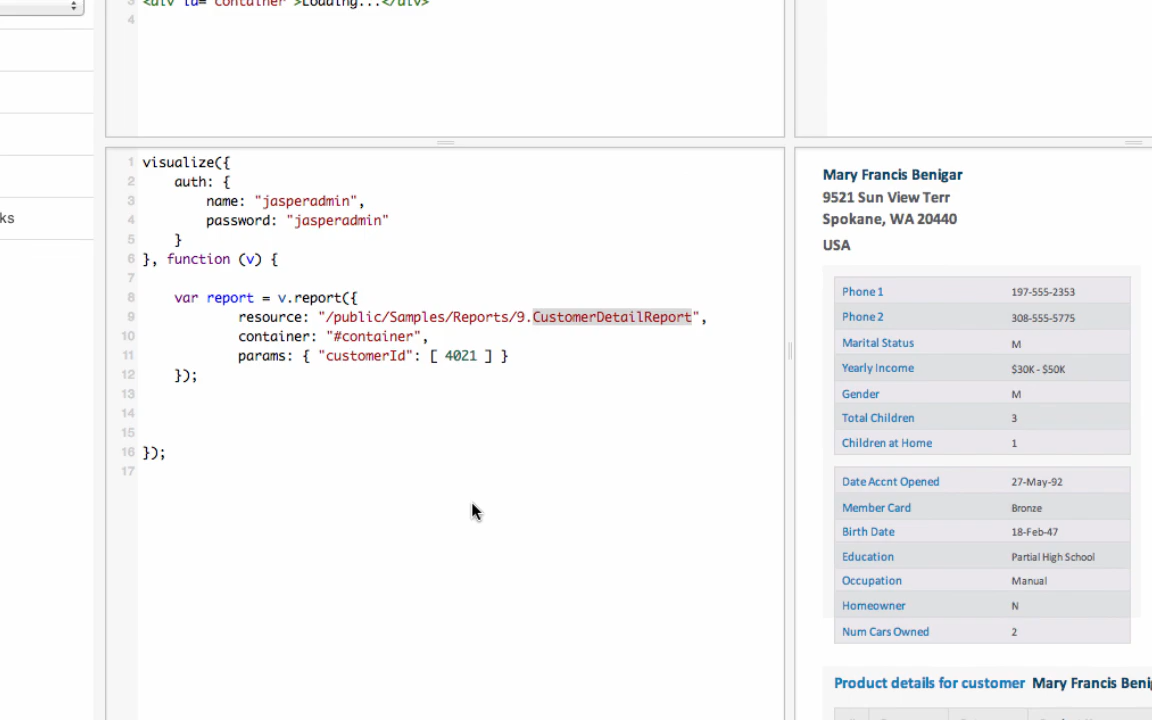 3 <div id="container">Loading...</div>
4
ks
1 visualize({
2 auth: {
3 name: "jasperadmin",
4 password: "jasperadmin"
5 }
6 }, function (v) {
7
8 var report = v.report({
9 resource: "/public/Samples/Reports/9.CustomerDetailReport",
10 container: "#container",
11 params: { "customerId": [ 4021 ] }
12 });
13
14
15
16 });
17
Mary Francis Benigar
9521 Sun View Terr
Spokane, WA 20440
USA
Phone 1 197-555-2353
Phone 2 308-555-5775
Marital Status M
Yearly Income $30K - $50K
Gender M
Total Children 3
Children at Home 1
Date Accnt Opened 27-May-92
Member Card Bronze
Birth Date 18-Feb-47
Education Partial High School
Occupation Manual
Homeowner N
Num Cars Owned 2
Product details for customer Mary Francis Beni